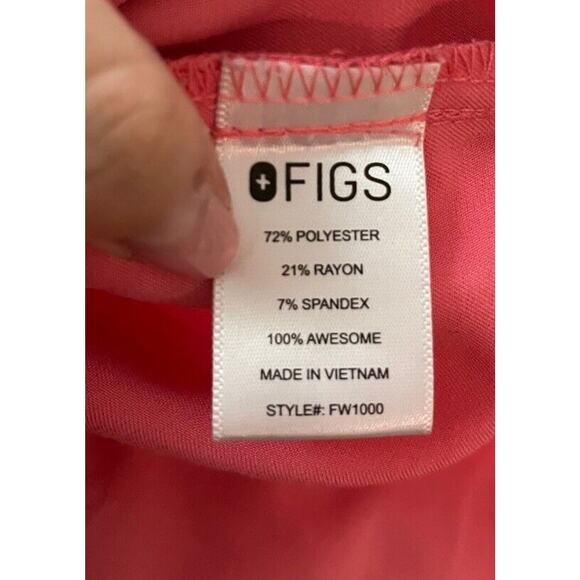 FIGS
72% POLYESTER
21% RAYON
7% SPANDEX
100% AWESOME
MADE IN VIETNAM
STYLE#: FW1000